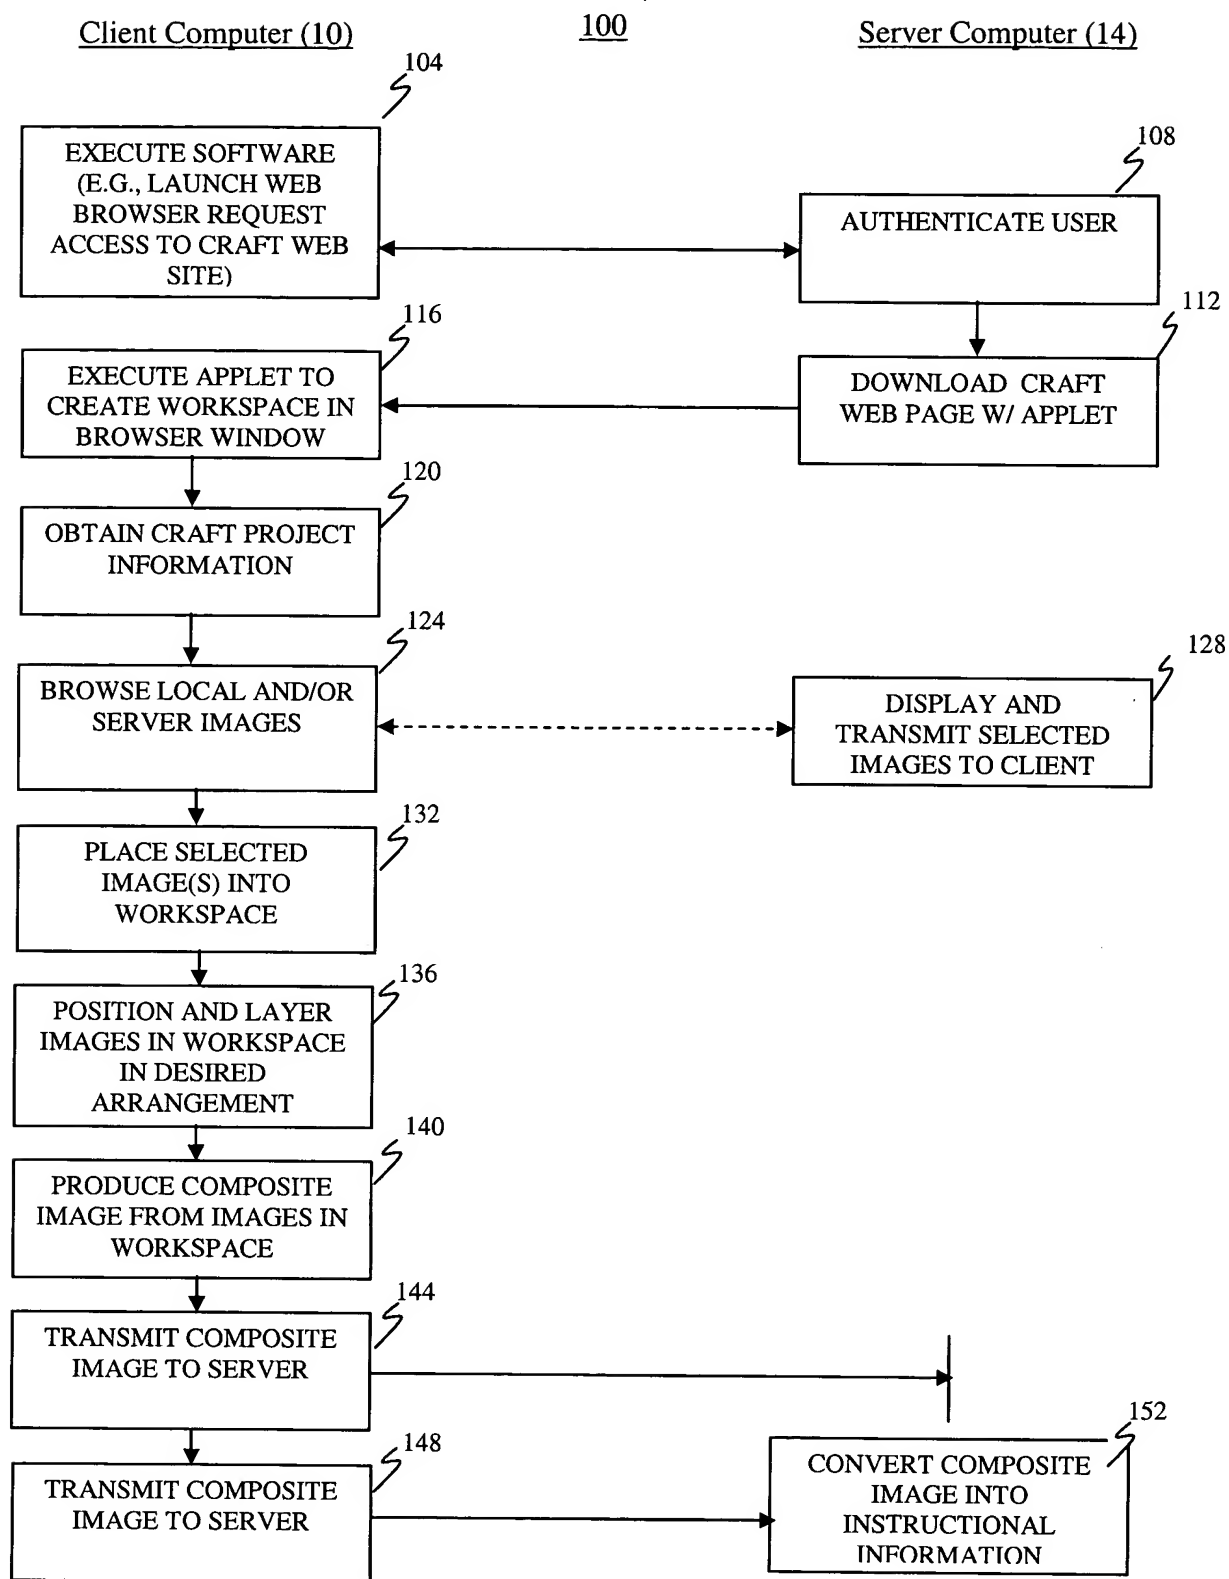 Client Computer (10)
100
Server Computer (14)
104
EXECUTE SOFTWARE
(E.G., LAUNCH WEB
BROWSER REQUEST
ACCESS TO CRAFT WEB
SITE)
108
AUTHENTICATE USER
112
DOWNLOAD CRAFT
WEB PAGE W/ APPLET
116
EXECUTE APPLET TO
CREATE WORKSPACE IN
BROWSER WINDOW
120
OBTAIN CRAFT PROJECT
INFORMATION
124
BROWSE LOCAL AND/OR
SERVER IMAGES
128
DISPLAY AND
TRANSMIT SELECTED
IMAGES TO CLIENT
132
PLACE SELECTED
IMAGE(S) INTO
WORKSPACE
136
POSITION AND LAYER
IMAGES IN WORKSPACE
IN DESIRED
ARRANGEMENT
140
PRODUCE COMPOSITE
IMAGE FROM IMAGES IN
WORKSPACE
144
TRANSMIT COMPOSITE
IMAGE TO SERVER
148
TRANSMIT COMPOSITE
IMAGE TO SERVER
152
CONVERT COMPOSITE
IMAGE INTO
INSTRUCTIONAL
INFORMATION